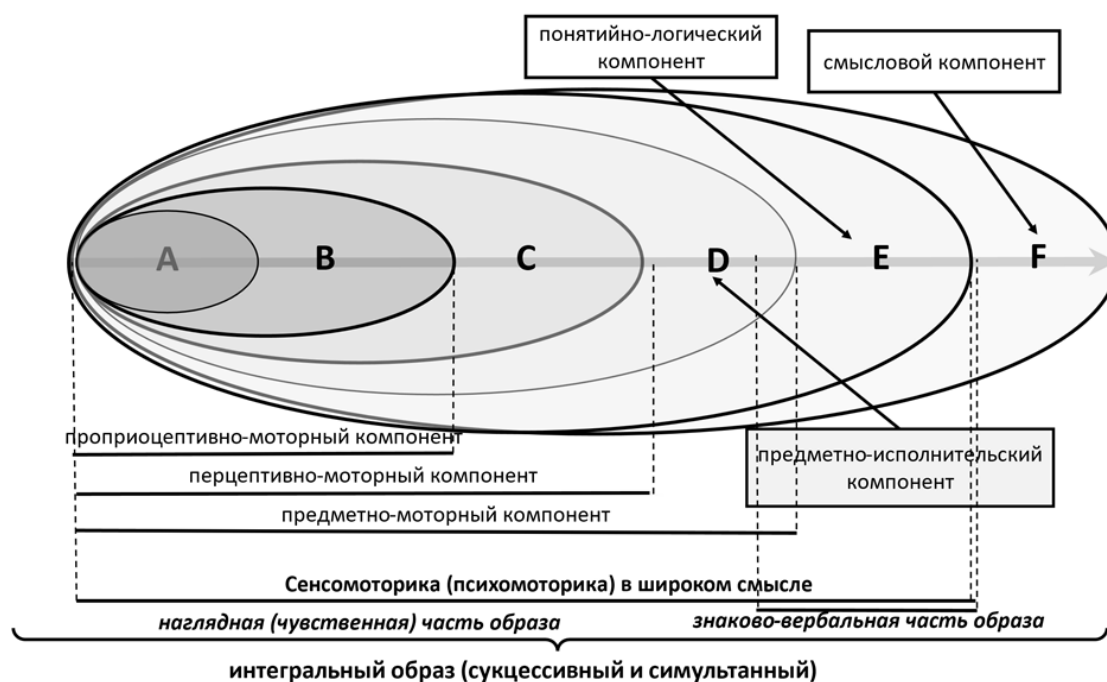 понятийно-логический
компонент
смысловой компонент
A
B
C
D
E
F
проприоцептивно-моторный компонент
перцептивно-моторный компонент
предметно-моторный компонент
предметно-исполнительский
компонент
Сенсомоторика (психомоторика) в широком смысле
наглядная (чувственная) часть образа
знаково-вербальная часть образа
интегральный образ (сукцессивный и симультанный)